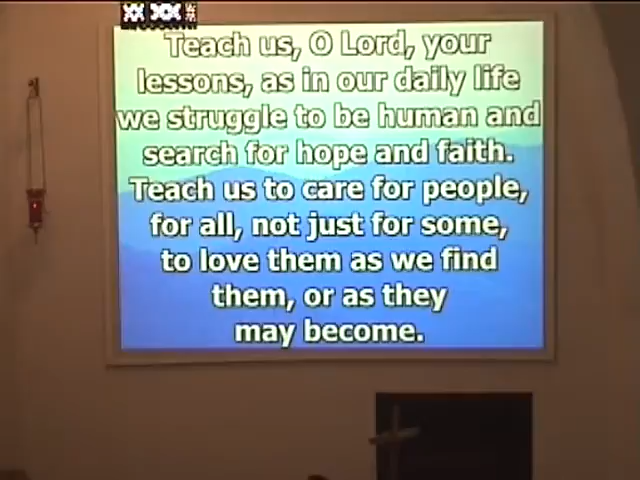 Teach us, O Lord, your
lessons, as in our daily life
we struggle to be human and
search for hope and faith.
Teach us to care for people,
for all, not just for some,
to love them as we find
them, or as they
may become.